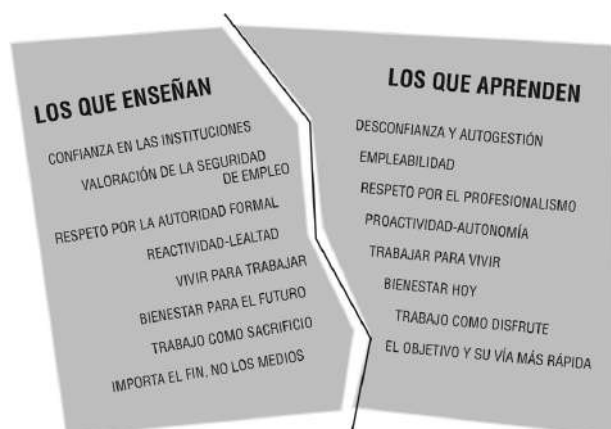 LOS QUE ENSEÑAN
CONFIANZA EN LAS INSTITUCIONES
VALORACIÓN DE LA SEGURIDAD
DE EMPLEO
RESPETO POR LA AUTORIDAD FORMAL
REACTIVIDAD-LEALTAD
VIVIR PARA TRABAJAR
BIENESTAR PARA EL FUTURO
TRABAJO COMO SACRIFICIO
IMPORTA EL FIN, NO LOS MEDIOS
LOS QUE APRENDEN
DESCONFIANZA Y AUTOGESTIÓN
EMPLEABILIDAD
RESPETO POR EL PROFESIONALISMO
PROACTIVIDAD-AUTONOMÍA
TRABAJAR PARA VIVIR
BIENESTAR HOY
TRABAJO COMO DISFRUTE
EL OBJETIVO Y SU VÍA MÁS RÁPIDA